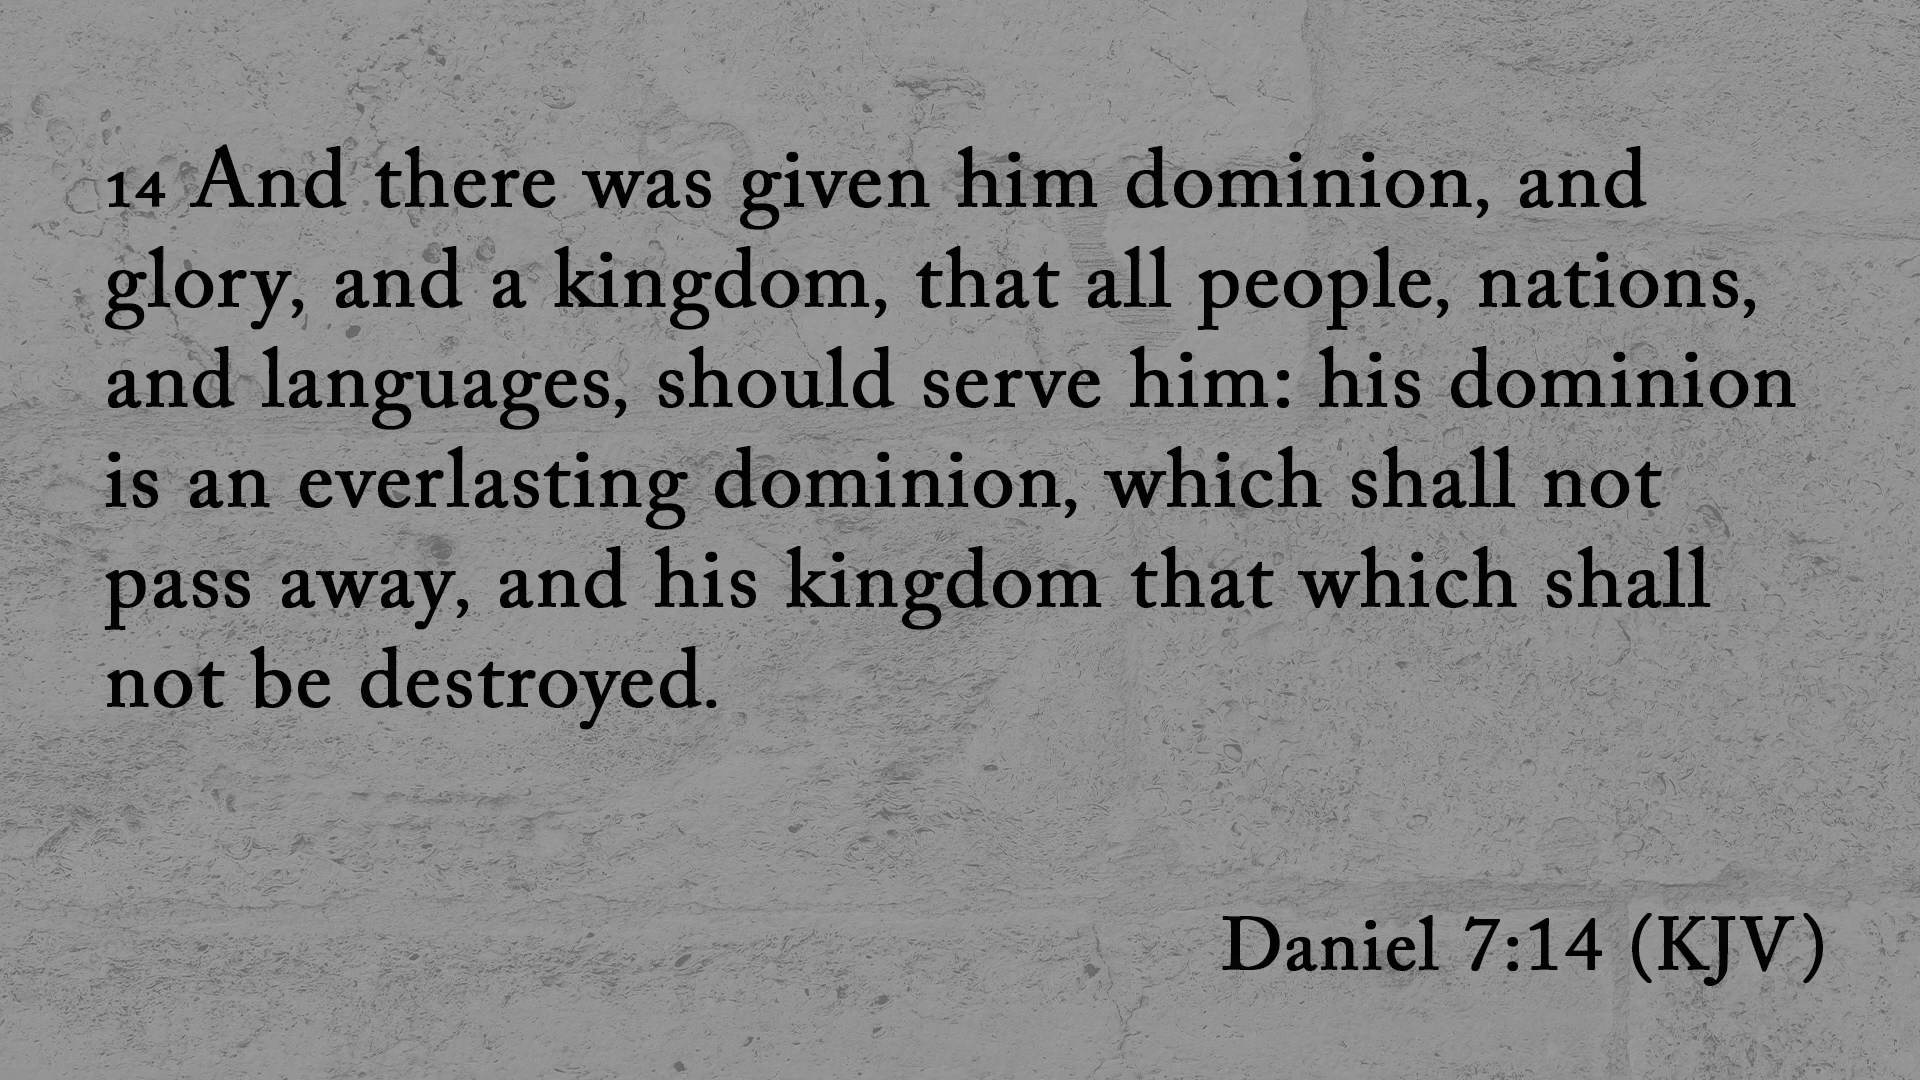 14 And there was given him dominion, and
glory, and a kingdom, that all people, nations,
and languages, should serve him: his dominion
is an everlasting dominion, which shall not
pass away, and his kingdom that which shall
not be destroyed.
Daniel 7:14 (KJV)